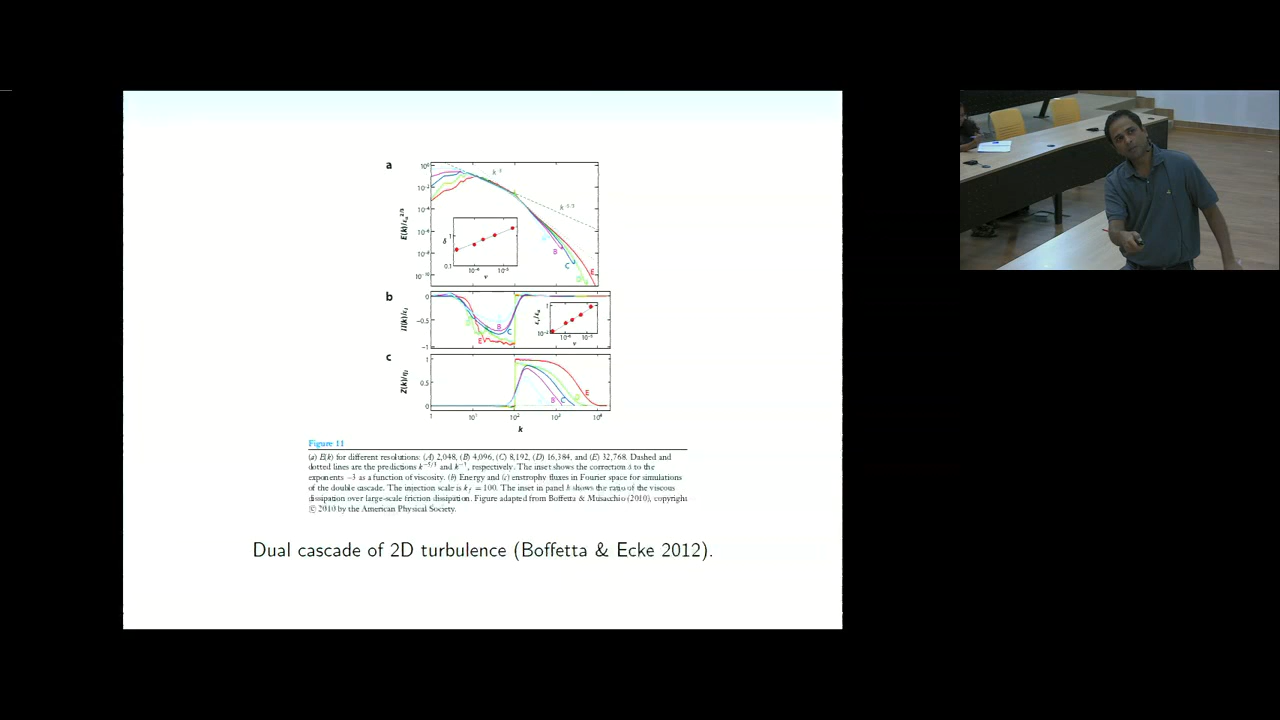 a
b
c
E(k)/ε_α^{2/3}
Π(k)/ε_I
Z(k)/η_I
k
Figure 11
(a) E(k) for different resolutions: (A) 2,048, (B) 4,096, (C) 8,192, (D) 16,384, and (E) 32,768. Dashed and
dotted lines are the predictions k^{-5/3} and k^{-3}, respectively. The inset shows the correction δ to the
exponents −3 as a function of viscosity. (b) Energy and (c) enstrophy fluxes in Fourier space for simulations
of the double cascade. The injection scale is k_f = 100. The inset in panel b shows the ratio of the viscous
dissipation over large-scale friction dissipation. Figure adapted from Boffetta & Musacchio (2010), copyright
© 2010 by the American Physical Society.
Dual cascade of 2D turbulence (Boffetta & Ecke 2012).